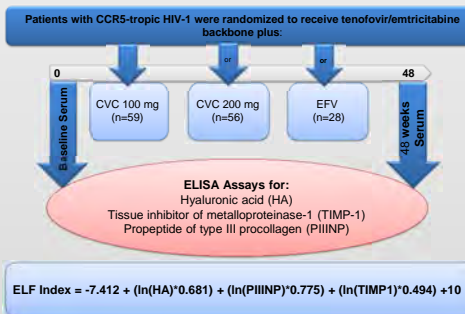 Patients with CCR5-tropic HIV-1 were randomized to receive tenofovir/emtricitabine
backbone plus:
or
or
0
48
CVC 100 mg
(n=59)
CVC 200 mg
(n=56)
EFV
(n=28)
Baseline Serum
48 weeks
Serum
ELISA Assays for:
Hyaluronic acid (HA)
Tissue inhibitor of metalloproteinase-1 (TIMP-1)
Propeptide of type III procollagen (PIIINP)
ELF Index = -7.412 + (ln(HA)*0.681) + (ln(PIIINP)*0.775) + (ln(TIMP1)*0.494) +10